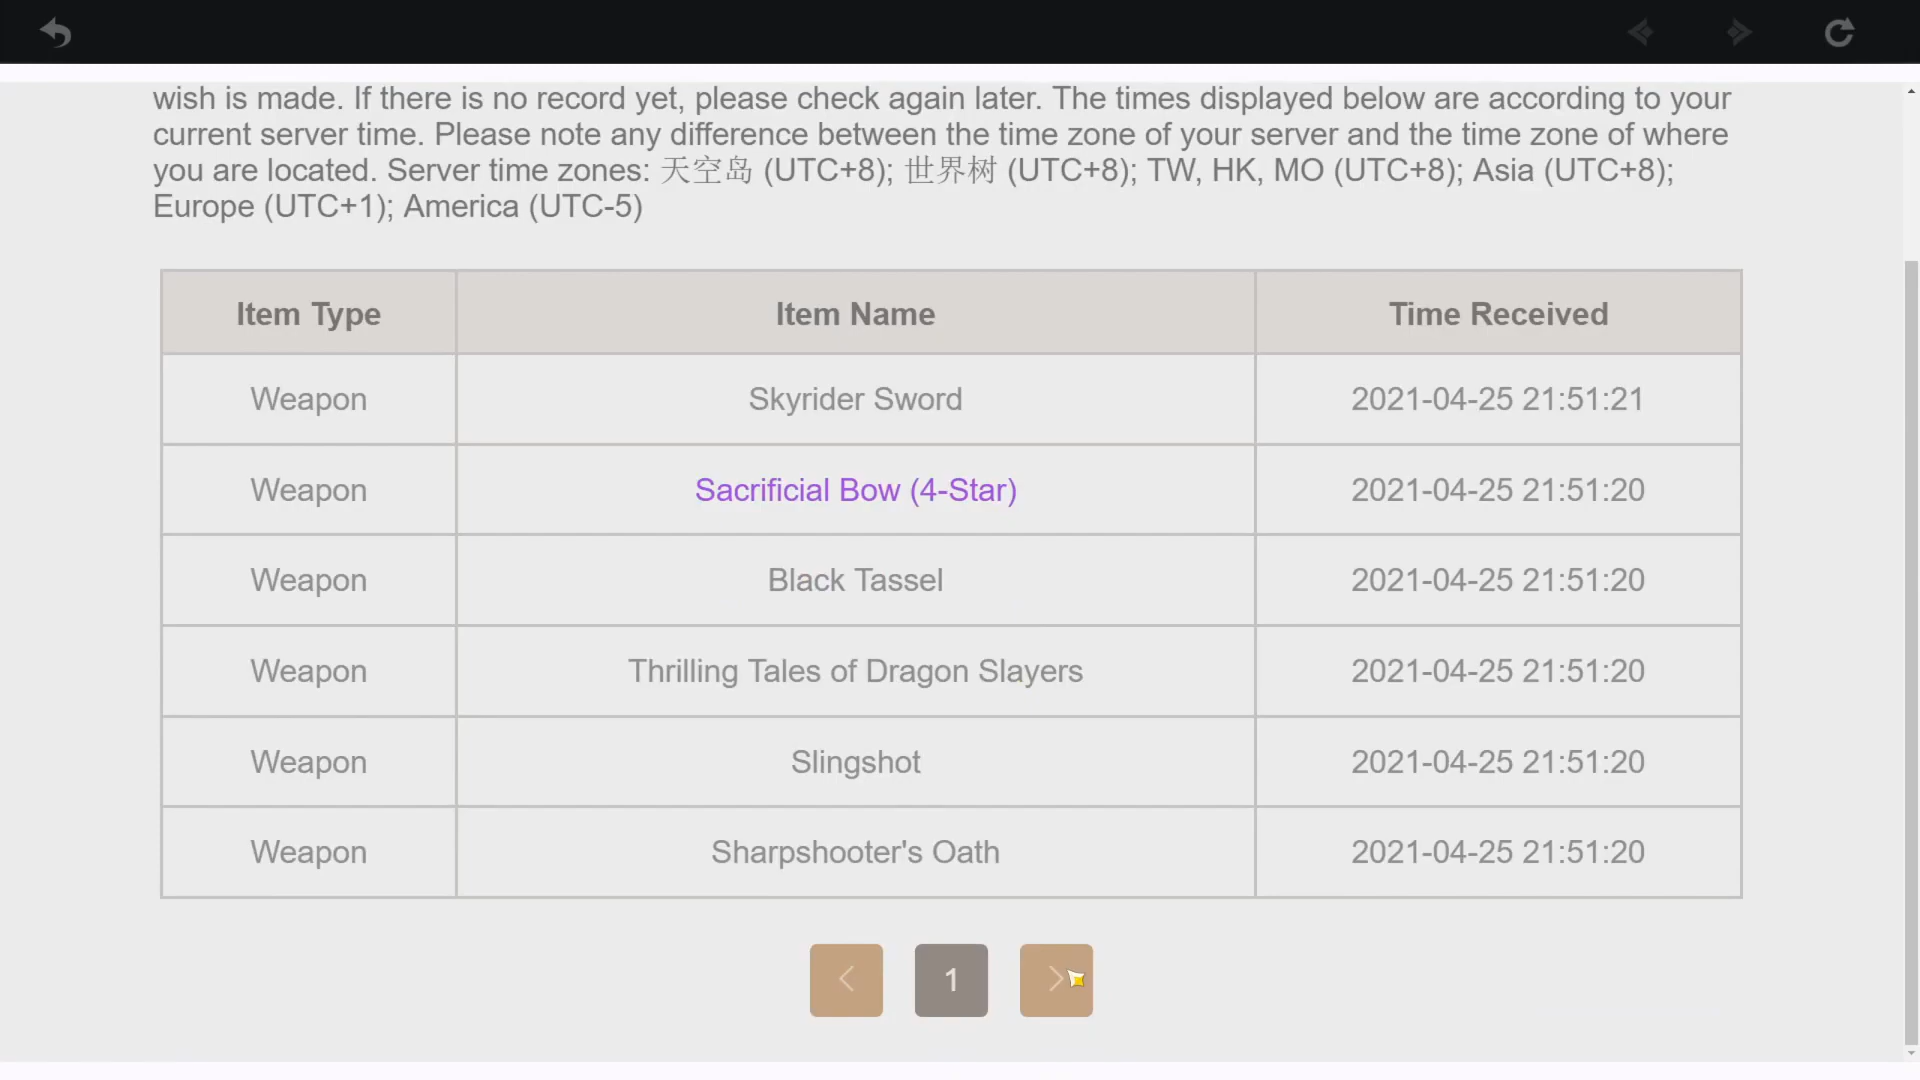 wish is made. If there is no record yet, please check again later. The times displayed below are according to your
current server time. Please note any difference between the time zone of your server and the time zone of where
you are located. Server time zones: 天空岛 (UTC+8); 世界树 (UTC+8); TW, HK, MO (UTC+8); Asia (UTC+8);
Europe (UTC+1); America (UTC-5)
Item Type Item Name Time Received
Weapon Skyrider Sword 2021-04-25 21:51:21
Weapon Sacrificial Bow (4-Star) 2021-04-25 21:51:20
Weapon Black Tassel 2021-04-25 21:51:20
Weapon Thrilling Tales of Dragon Slayers 2021-04-25 21:51:20
Weapon Slingshot 2021-04-25 21:51:20
Weapon Sharpshooter's Oath 2021-04-25 21:51:20
1